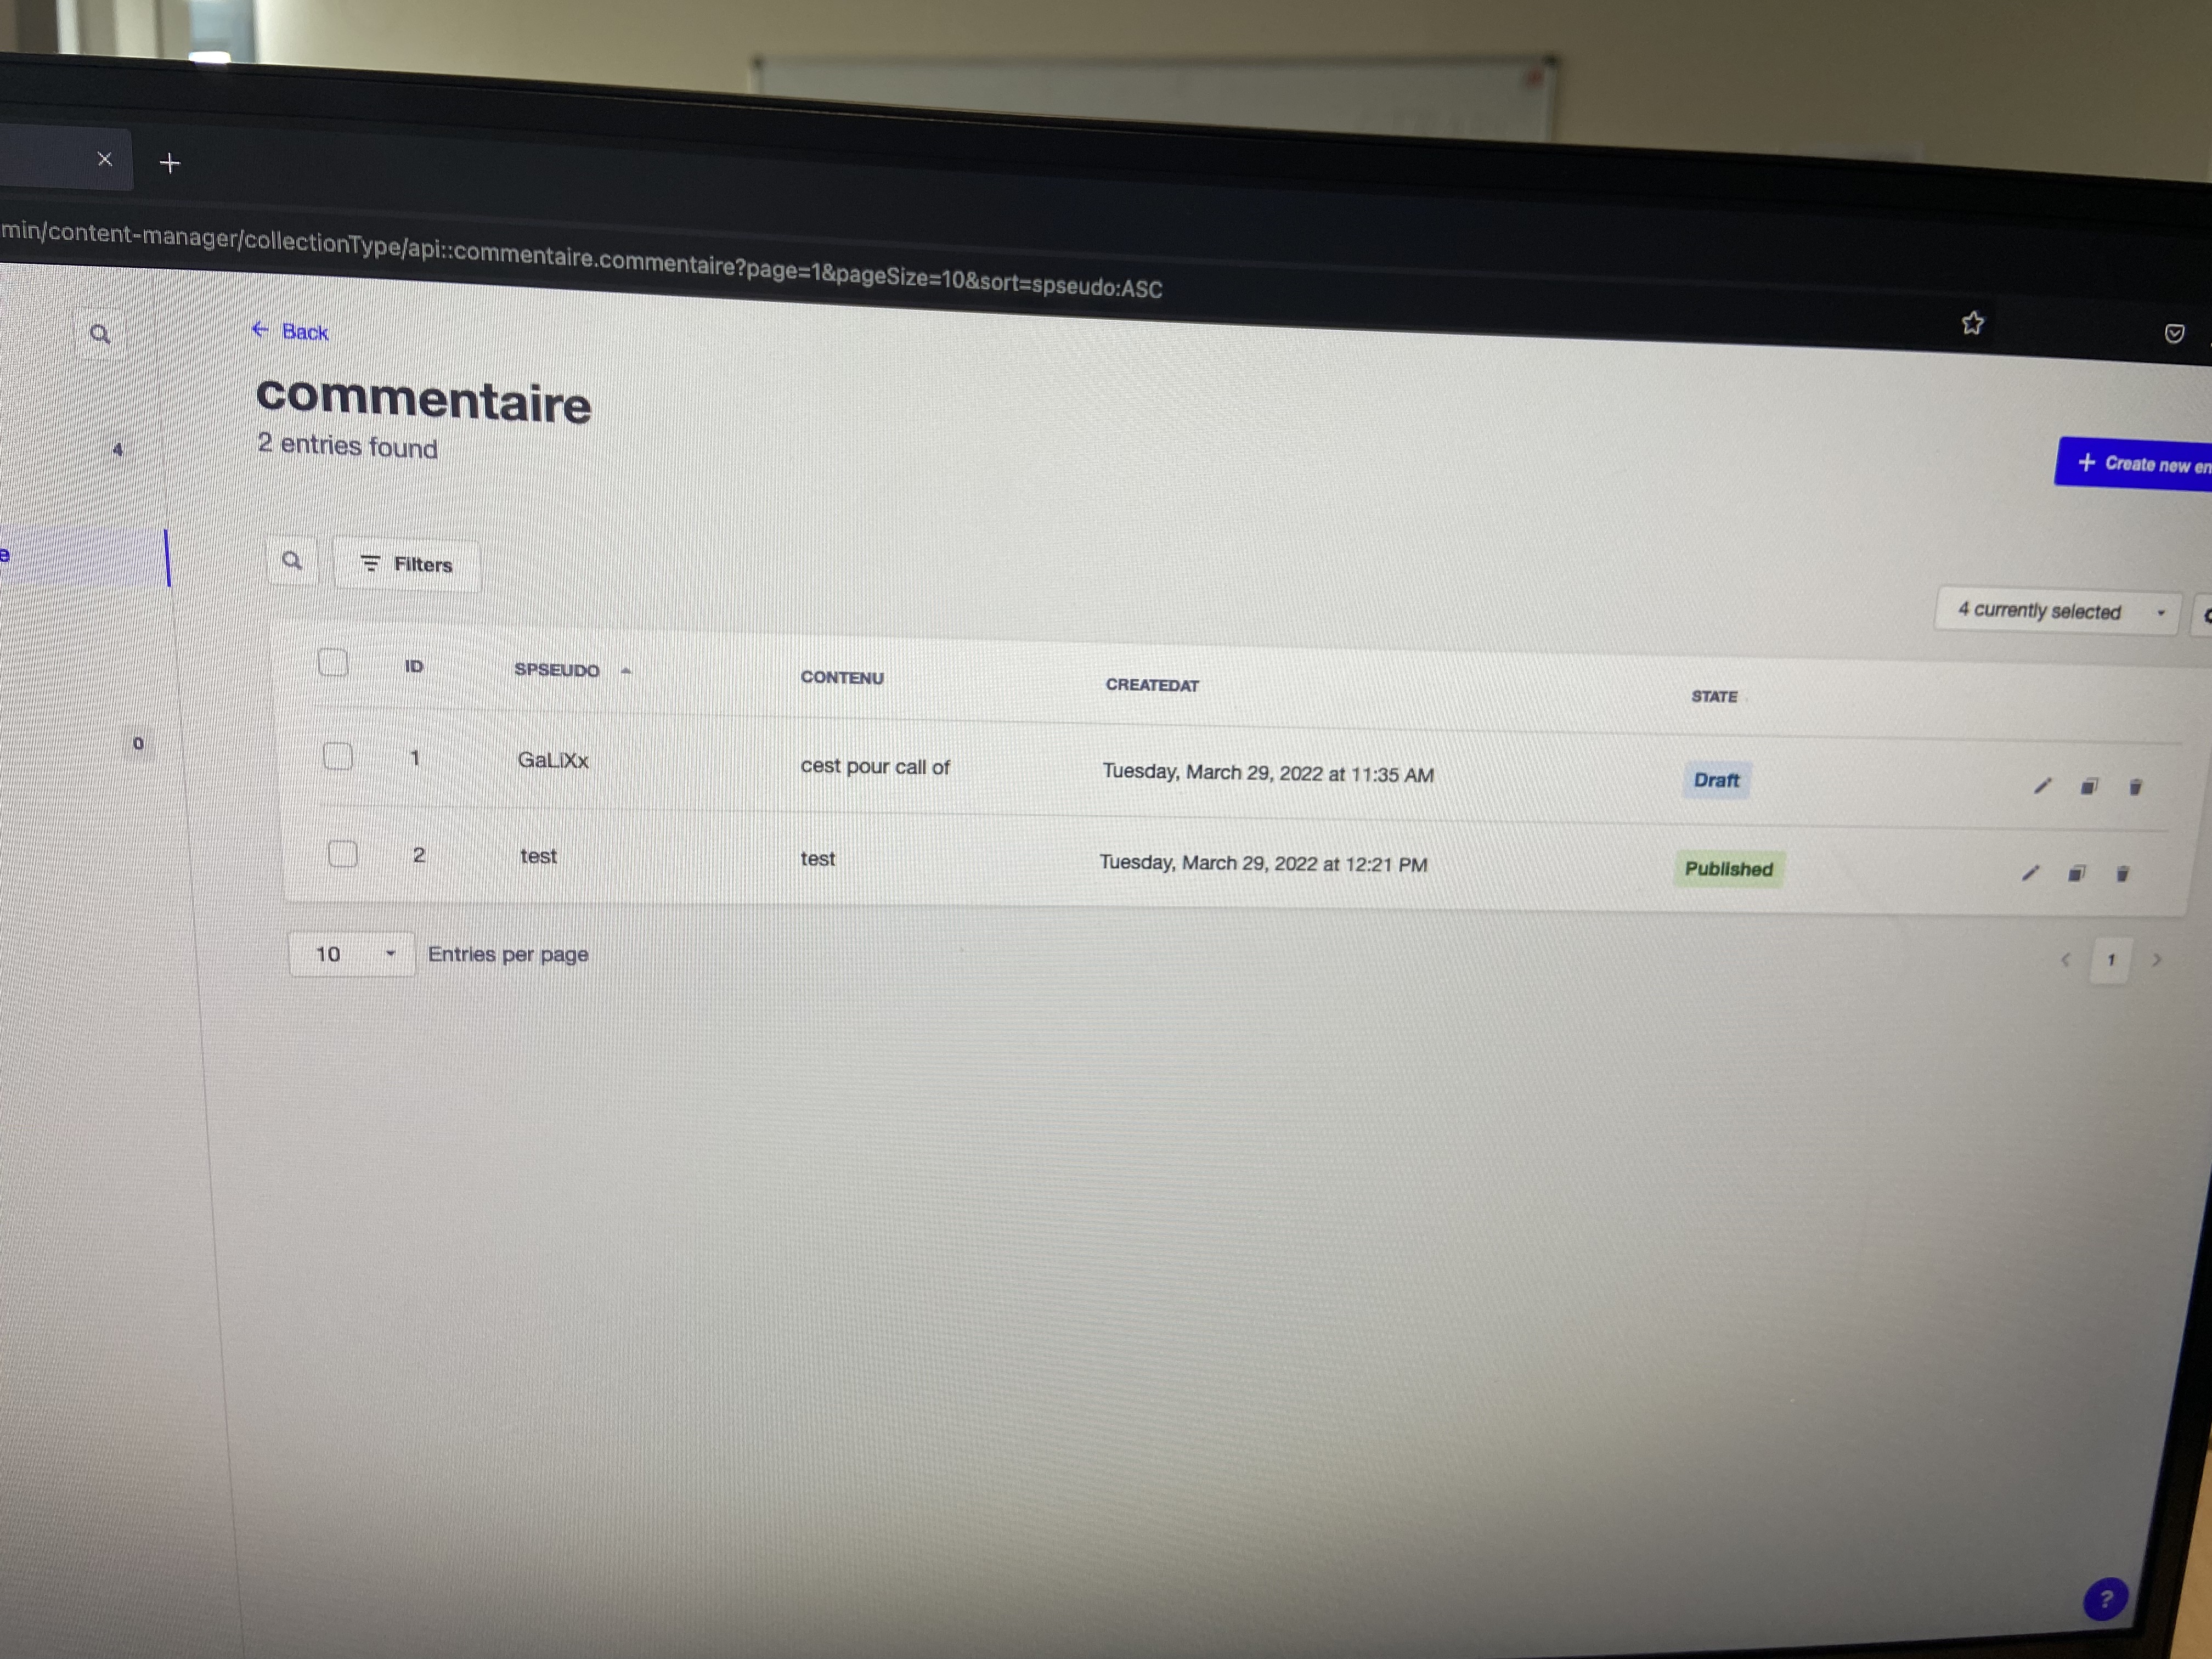 min/content-manager/collectionType/api::commentaire.commentaire?page=1&pageSize=10&sort=spseudo:ASC
← Back
commentaire
2 entries found
4
+ Create new en
e
Filters
4 currently selected
ID SPSEUDO CONTENU CREATEDAT STATE
0
1 GaLiXx cest pour call of Tuesday, March 29, 2022 at 11:35 AM Draft
2 test test Tuesday, March 29, 2022 at 12:21 PM Published
10 Entries per page
< 1 >
?